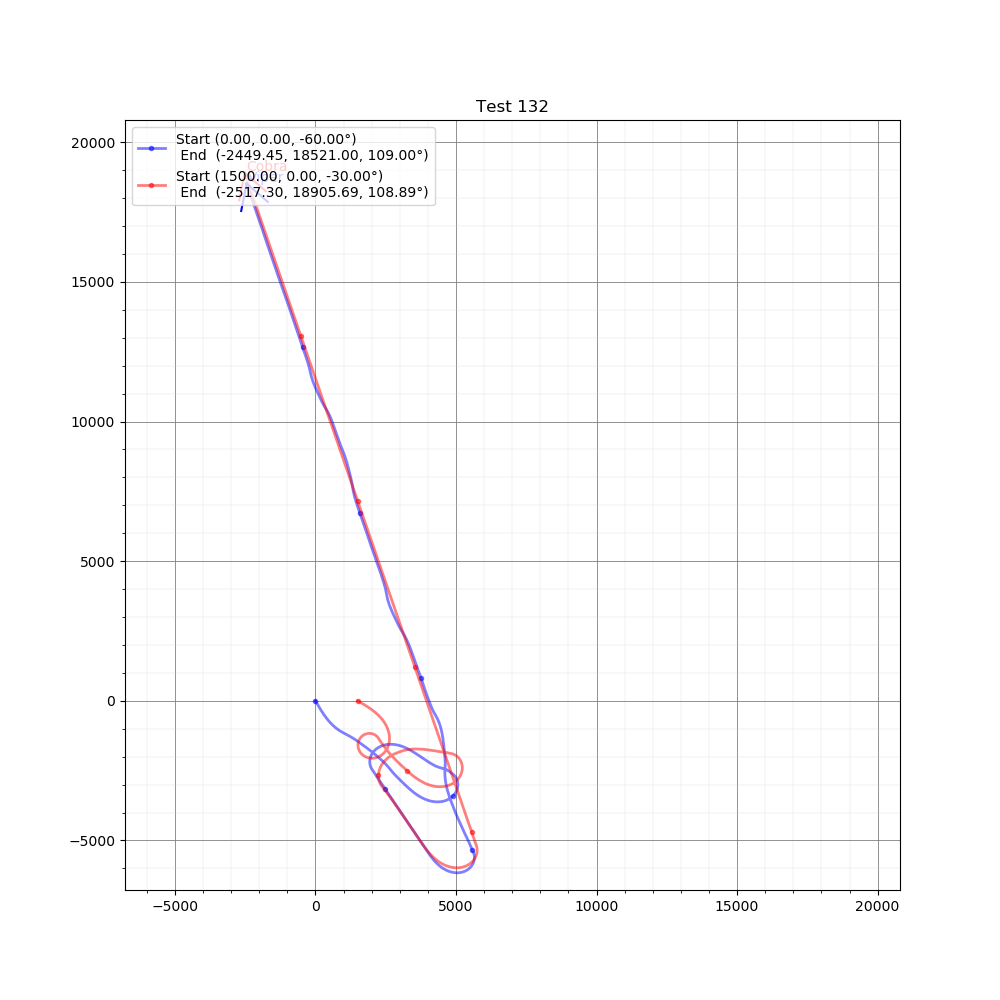 Test 132
Start (0.00, 0.00, -60.00°)
End (-2449.45, 18521.00, 109.00°)
Cobra
Start (1500.00, 0.00, -30.00°)
End (-2517.30, 18905.69, 108.89°)
20000
15000
10000
5000
0
−5000
−5000 0 5000 10000 15000 20000